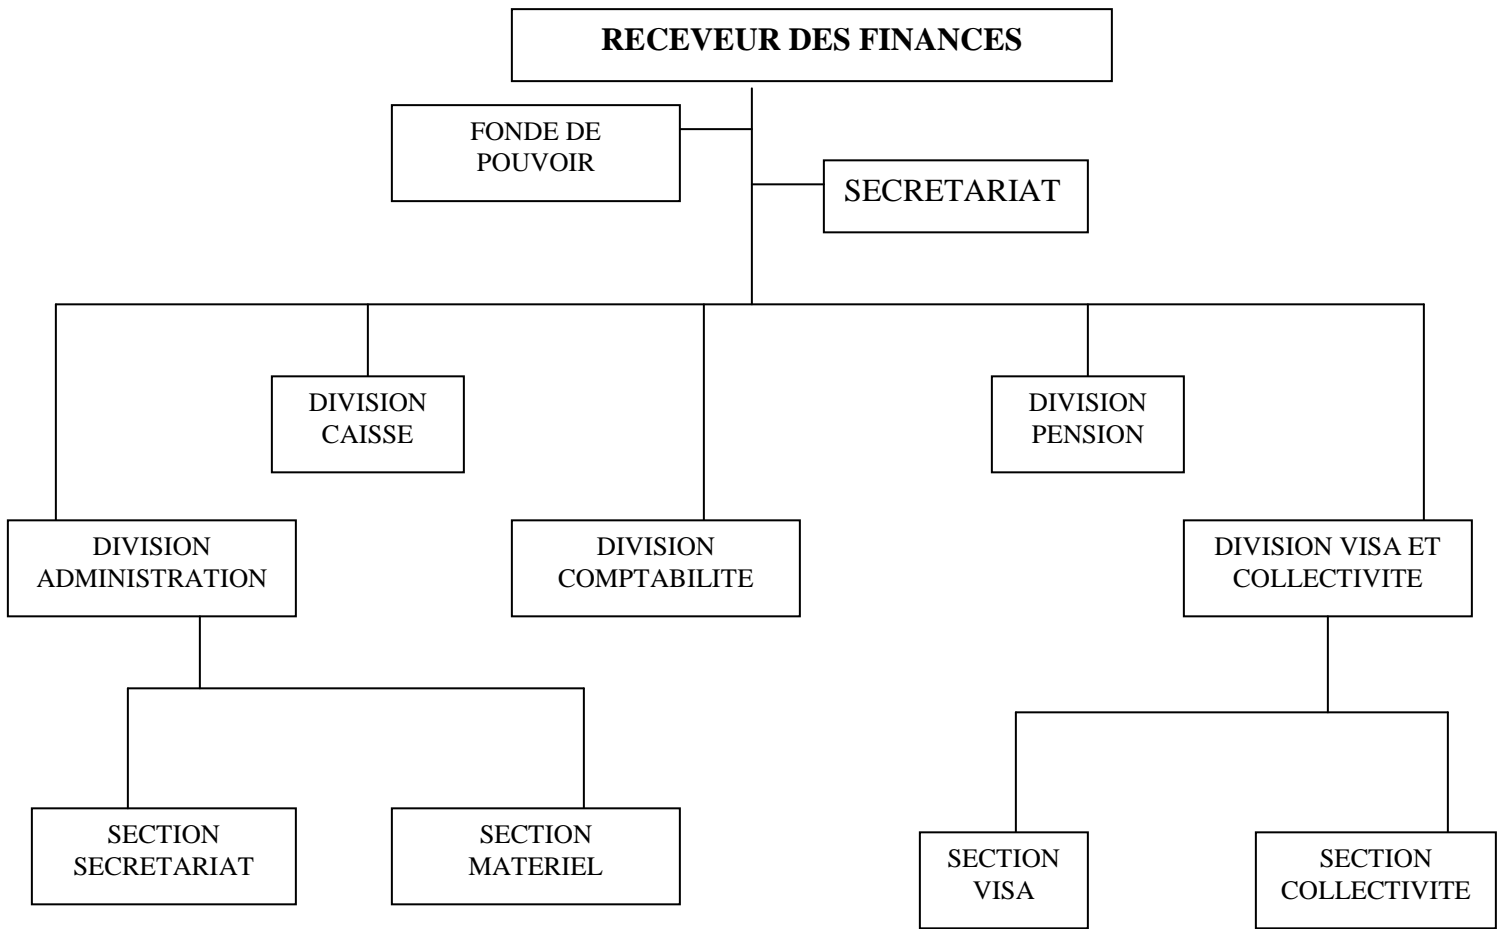 RECEVEUR DES FINANCES
FONDE DE
POUVOIR
SECRETARIAT
DIVISION
CAISSE
DIVISION
PENSION
DIVISION
ADMINISTRATION
DIVISION
COMPTABILITE
DIVISION VISA ET
COLLECTIVITE
SECTION
SECRETARIAT
SECTION
MATERIEL
SECTION
VISA
SECTION
COLLECTIVITE